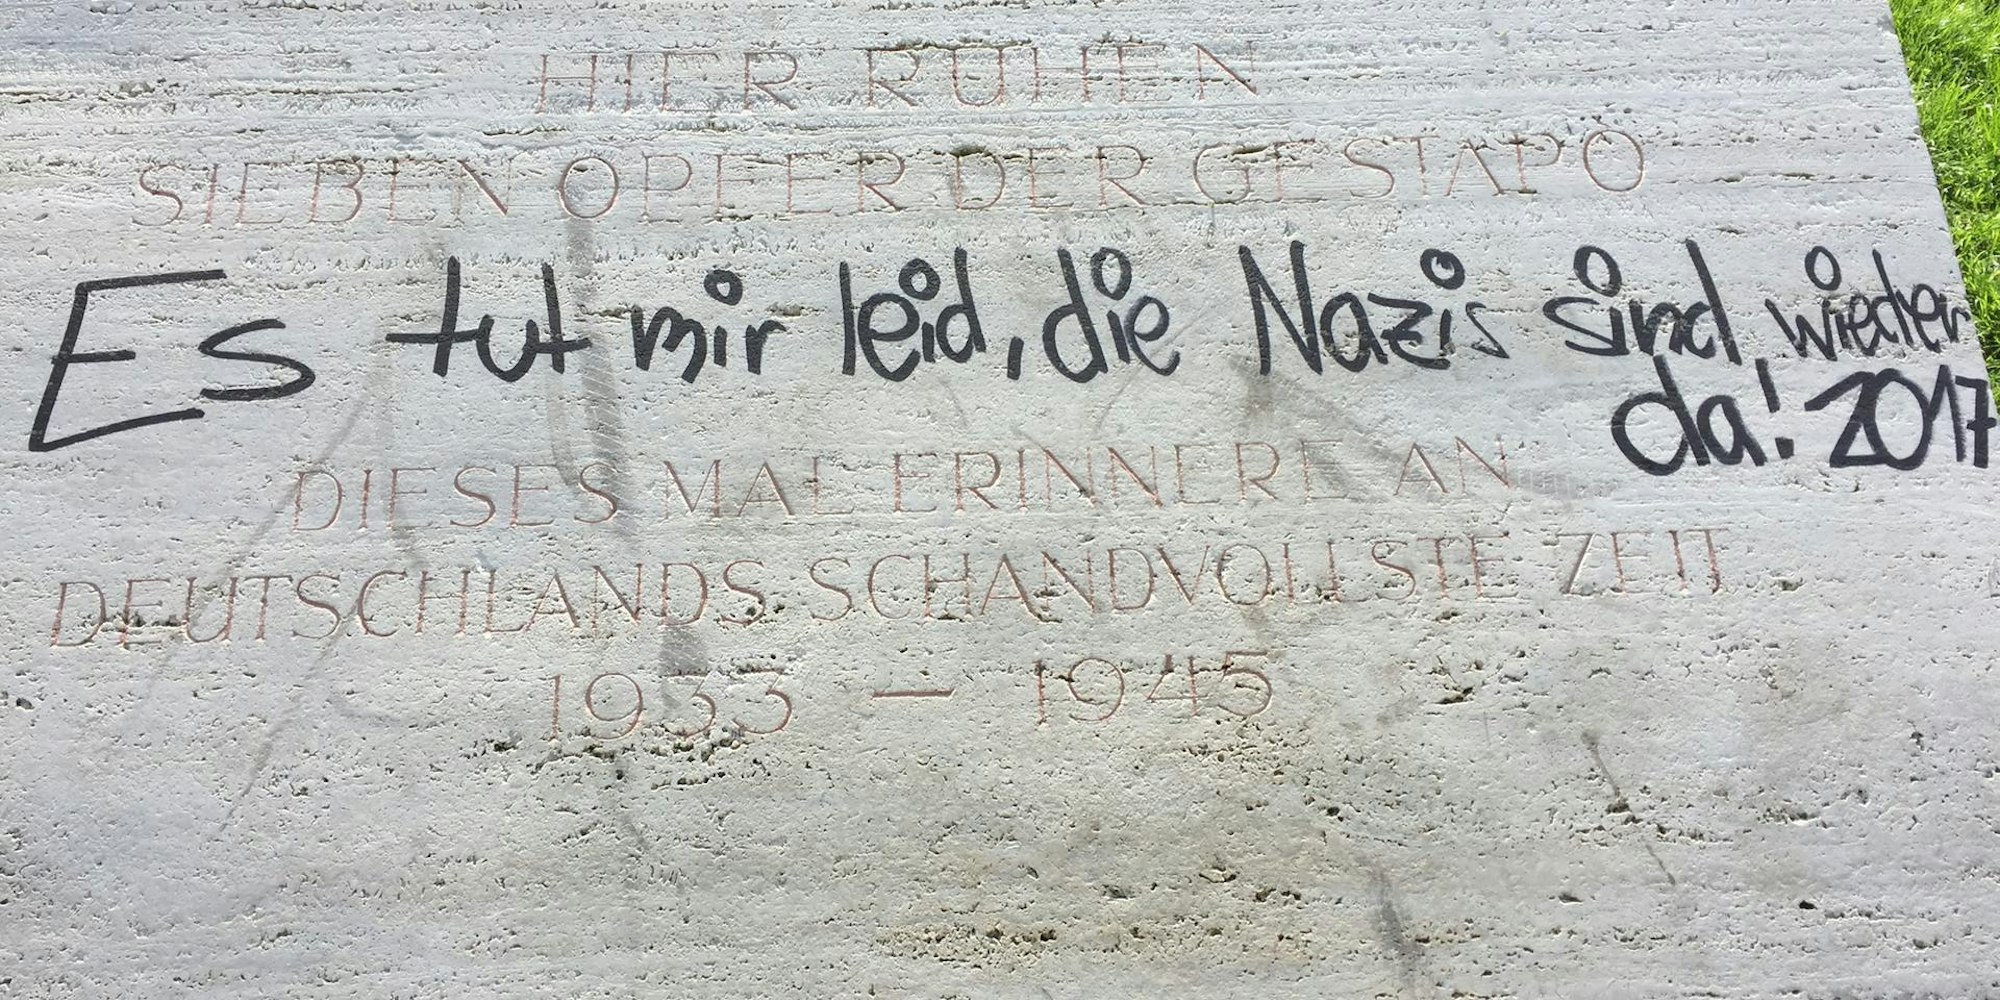 HIER RUHEN
SIEBEN OPFER DER GESTAPO
Es tut mir leid, die Nazis sind wieder
da! 2017
DIESES MAL ERINNERE AN
DEUTSCHLANDS SCHANDVOLLSTE ZEIT
1933 — 1945